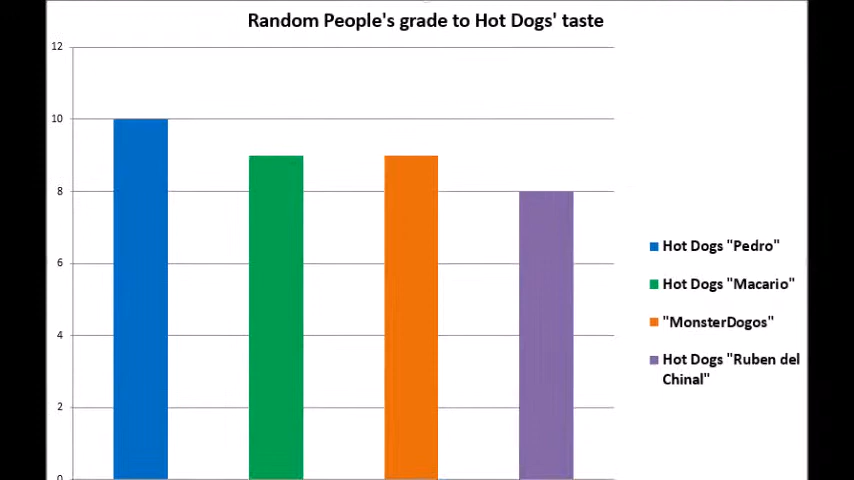 Random People's grade to Hot Dogs' taste
12
10
8
6
4
2
0
Hot Dogs "Pedro"
Hot Dogs "Macario"
"MonsterDogos"
Hot Dogs "Ruben del
Chinal"